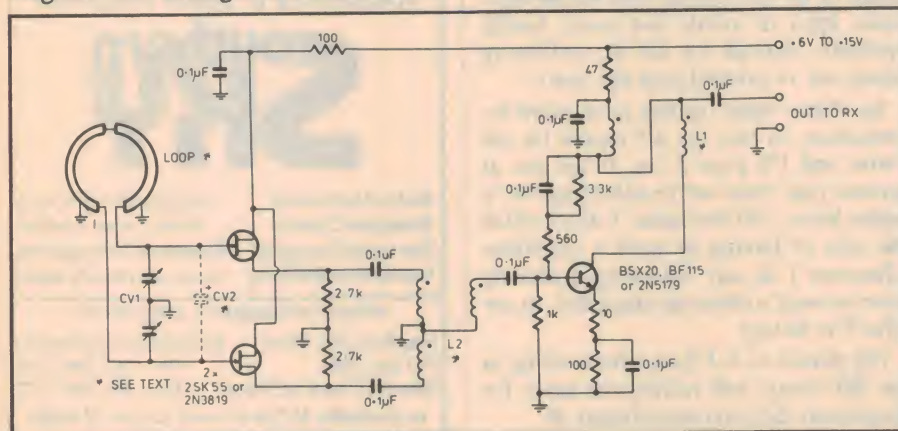 100
+6V TO +15V
0·1µF
47
0·1µF
0·1µF
OUT TO RX
LOOP *
L1
*
0·1µF
3·3k
560
0·1uF
0·1µF
BSX20, BF115
or 2N5179
CV1
CV2
*
2·7k
2·7k
L2
*
1k
10
100
0·1µF
* SEE TEXT
2×
2SK55 or
2N3819
0·1µF